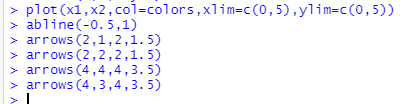 > plot(x1,x2,col=colors,xlim=c(0,5),ylim=c(0,5))
> abline(-0.5,1)
> arrows(2,1,2,1.5)
> arrows(2,2,2,1.5)
> arrows(4,4,4,3.5)
> arrows(4,3,4,3.5)
>